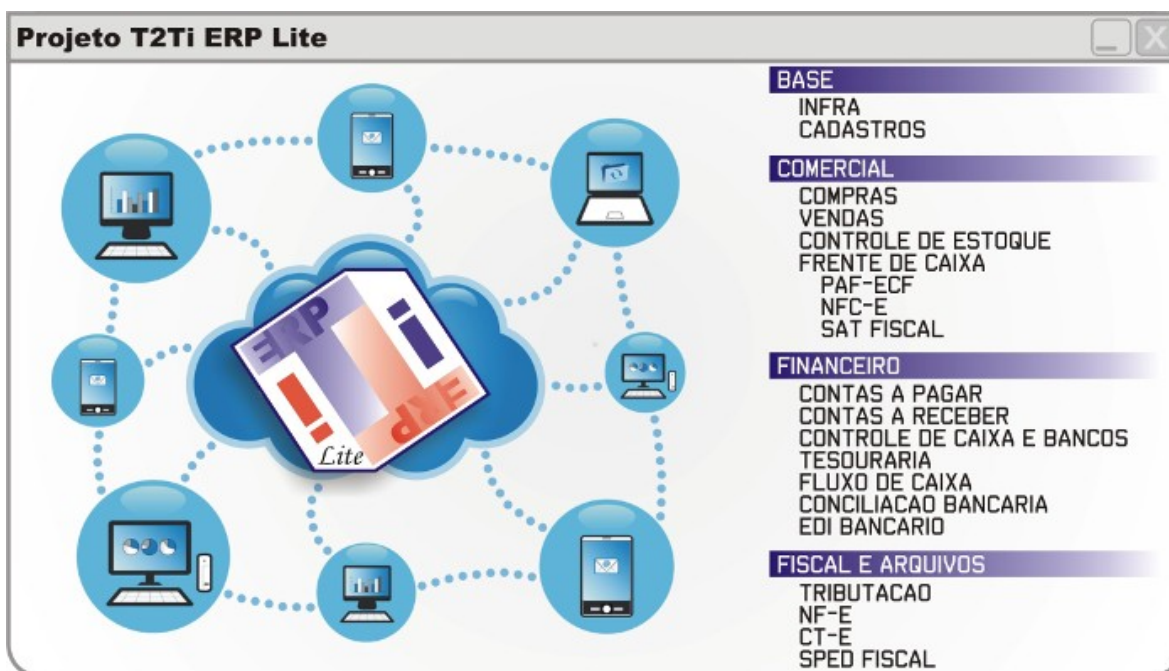 Projeto T2Ti ERP Lite
BASE
INFRA
CADASTROS
COMERCIAL
COMPRAS
VENDAS
CONTROLE DE ESTOQUE
FRENTE DE CAIXA
PAF-ECF
NFC-E
SAT FISCAL
FINANCEIRO
CONTAS A PAGAR
CONTAS A RECEBER
CONTROLE DE CAIXA E BANCOS
TESOURARIA
FLUXO DE CAIXA
CONCILIACAO BANCARIA
EDI BANCARIO
FISCAL E ARQUIVOS
TRIBUTACAO
NF-E
CT-E
SPED FISCAL
ERP
ERP
Lite